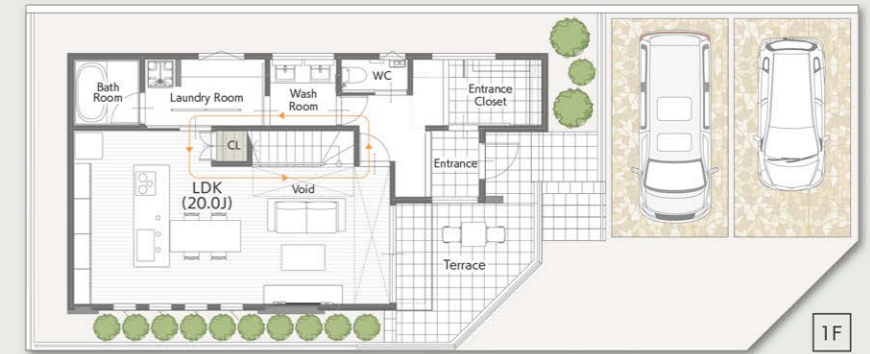 Bath
Room
Laundry Room
Wash
Room
WC
Entrance
Closet
CL
Entrance
LDK
(20.0J)
Void
Terrace
1F